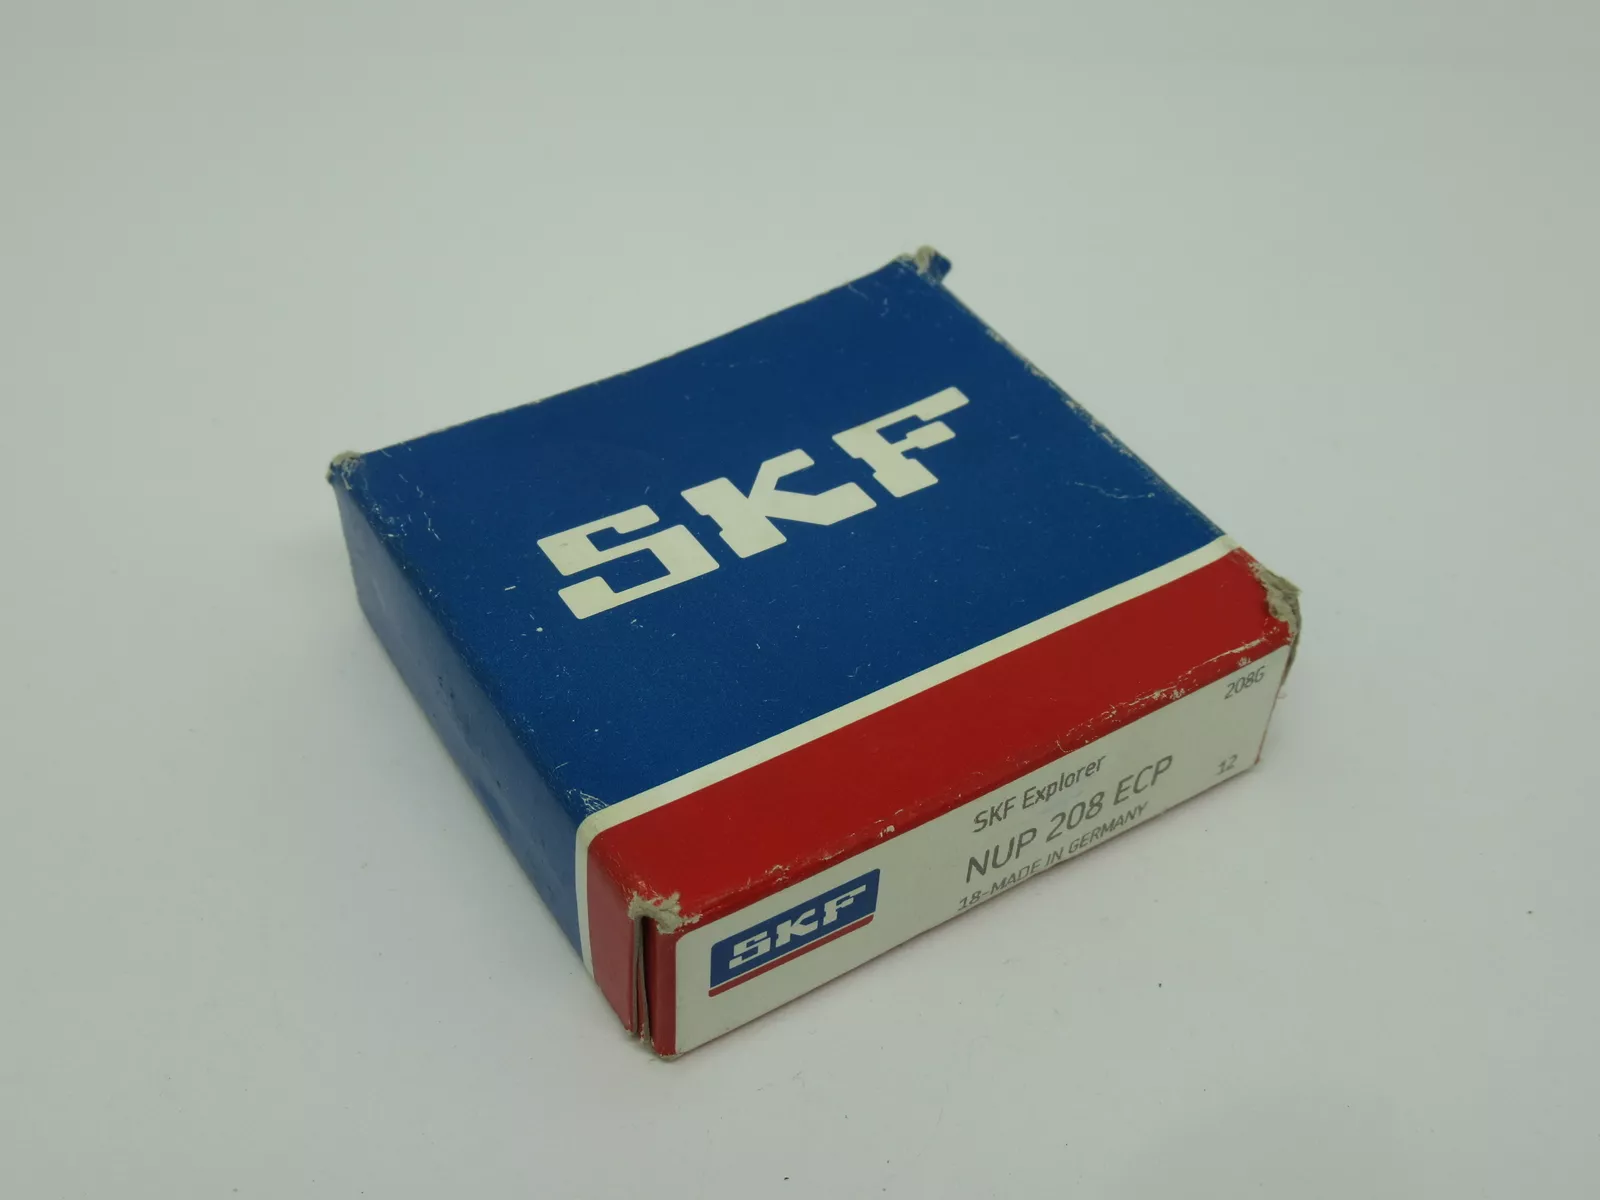 SKF
208G
SKF Explorer
NUP 208 ECP
12
18-MADE IN GERMANY
SKF